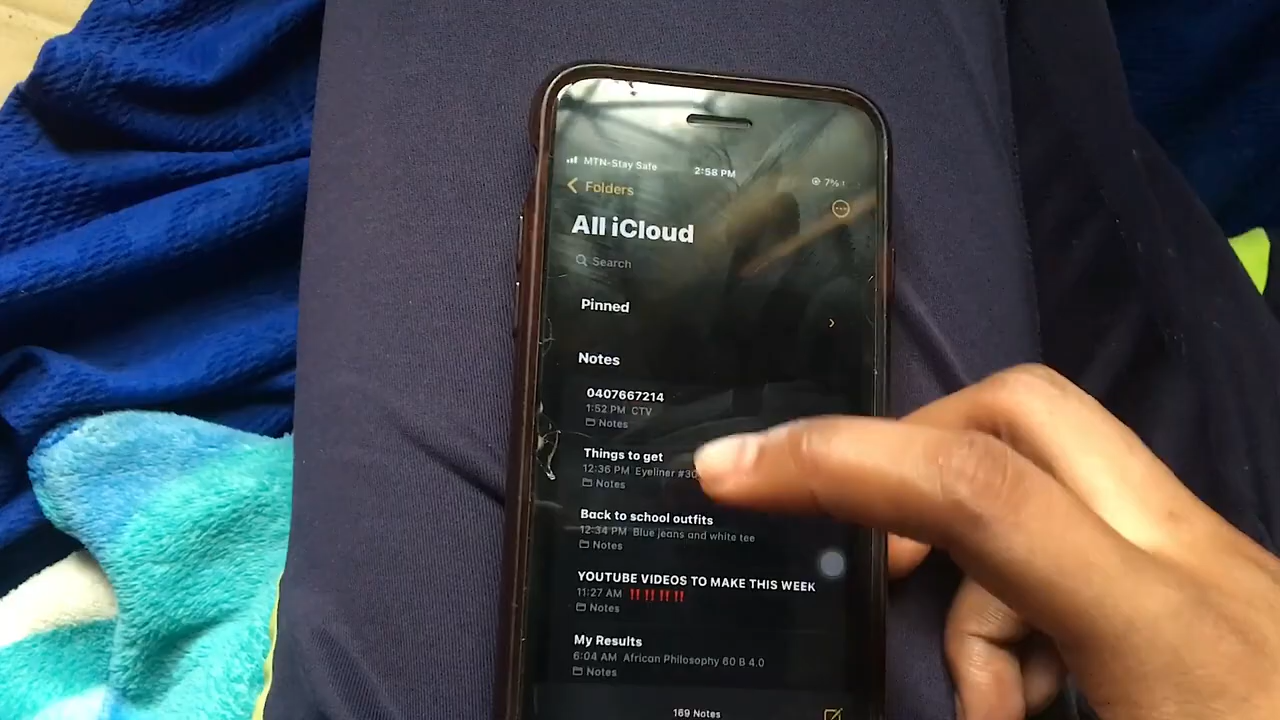 MTN-Stay Safe 2:58 PM 7%
Folders
All iCloud
Search
Pinned
Notes
0407667214
1:52 PM CTV
Notes
Things to get
12:36 PM Eyeliner #30
Notes
Back to school outfits
12:34 PM Blue jeans and white tee
Notes
YOUTUBE VIDEOS TO MAKE THIS WEEK
11:27 AM ‼️‼️‼️‼️
Notes
My Results
6:04 AM African Philosophy 60 B 4.0
Notes
169 Notes